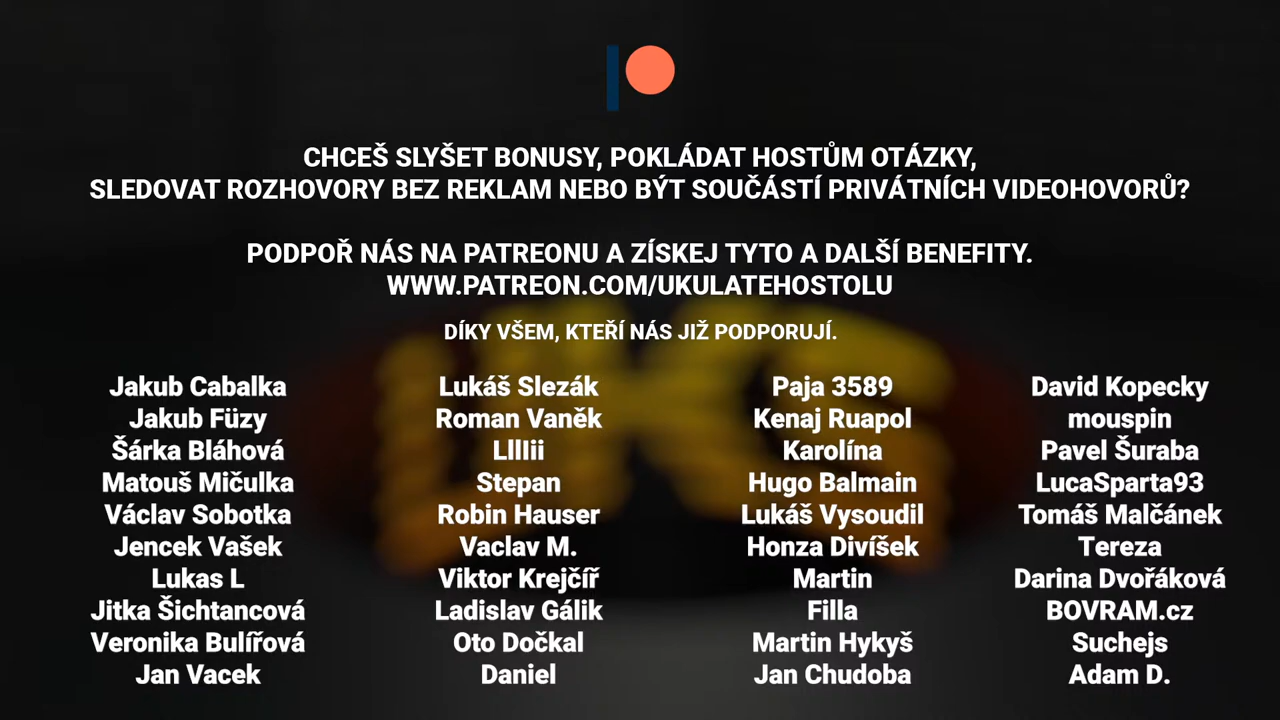 CHCEŠ SLYŠET BONUSY, POKLÁDAT HOSTŮM OTÁZKY,
SLEDOVAT ROZHOVORY BEZ REKLAM NEBO BÝT SOUČÁSTÍ PRIVÁTNÍCH VIDEOHOVORŮ?
PODPOŘ NÁS NA PATREONU A ZÍSKEJ TYTO A DALŠÍ BENEFITY.
WWW.PATREON.COM/UKULATEHOSTOLU
DÍKY VŠEM, KTEŘÍ NÁS JIŽ PODPORUJÍ.
Jakub Cabalka
Jakub Füzy
Šárka Bláhová
Matouš Mičulka
Václav Sobotka
Jencek Vašek
Lukas L
Jitka Šichtancová
Veronika Bulířová
Jan Vacek
Lukáš Slezák
Roman Vaněk
LlIIii
Stepan
Robin Hauser
Vaclav M.
Viktor Krejčíř
Ladislav Gálik
Oto Dočkal
Daniel
Paja 3589
Kenaj Ruapol
Karolína
Hugo Balmain
Lukáš Vysoudil
Honza Divíšek
Martin
Filla
Martin Hykyš
Jan Chudoba
David Kopecky
mouspin
Pavel Šuraba
LucaSparta93
Tomáš Malčánek
Tereza
Darina Dvořáková
BOVRAM.cz
Suchejs
Adam D.